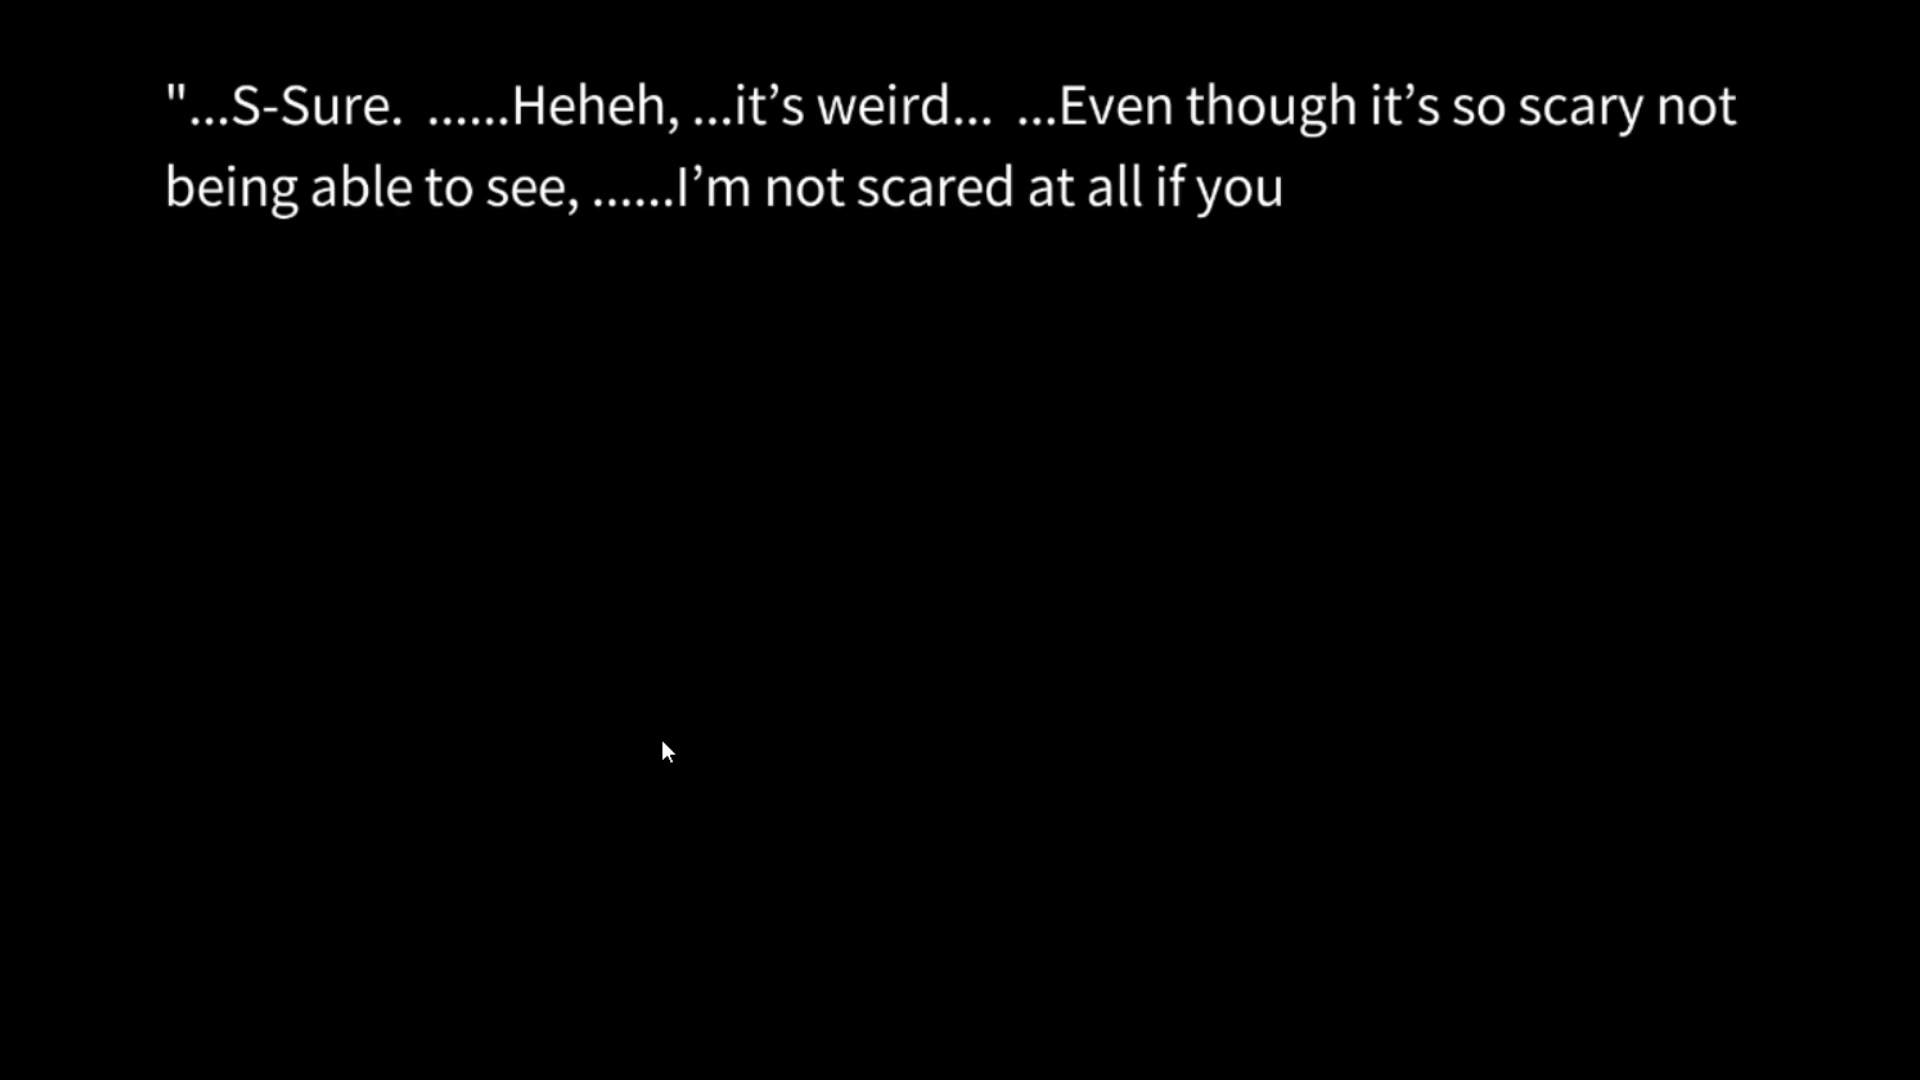 "...S-Sure.  ......Heheh, ...it’s weird...  ...Even though it’s so scary not
being able to see, ......I’m not scared at all if you